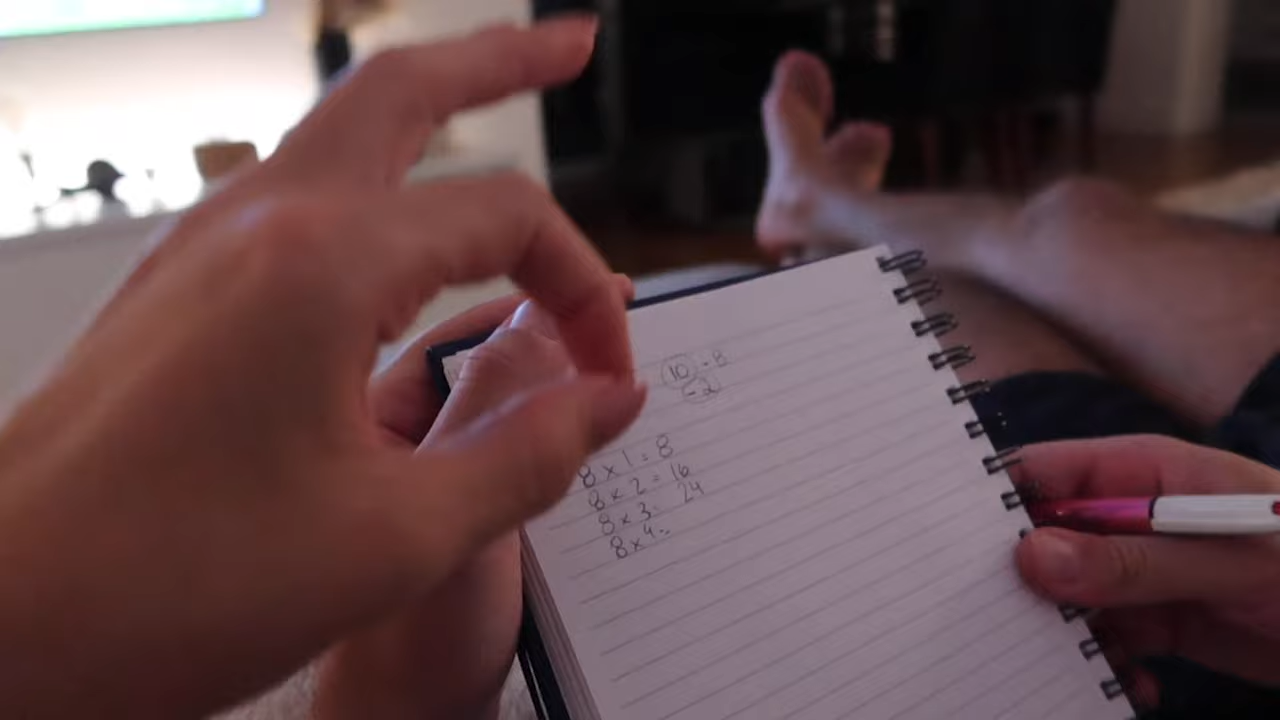 10 - 8
- 2
8 x 1 = 8
8 x 2 = 16
8 x 3 = 24
8 x 4 =